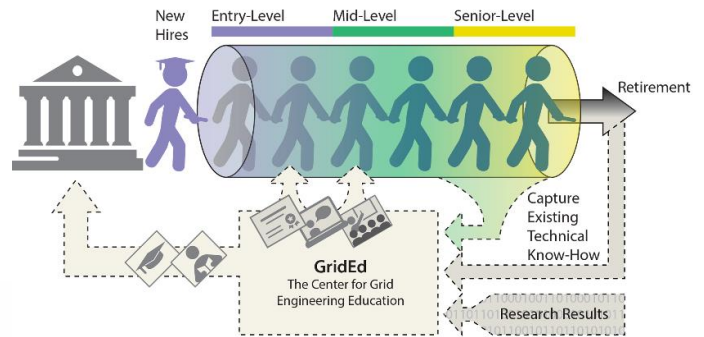 New
Hires
Entry-Level
Mid-Level
Senior-Level
Retirement
Capture
Existing
Technical
Know-How
GridEd
The Center for Grid
Engineering Education
Research Results